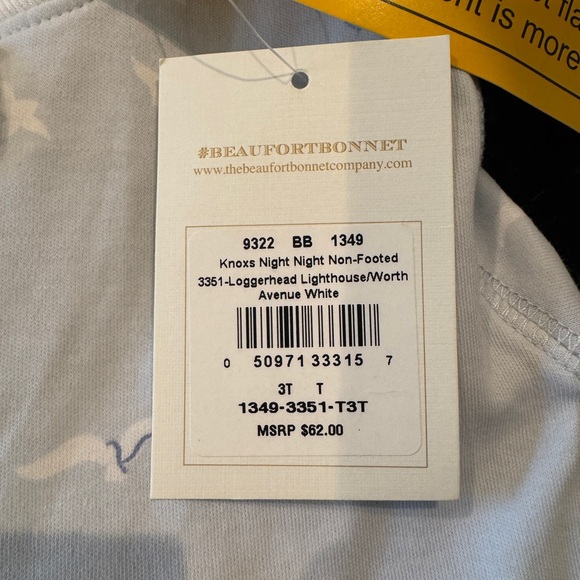 #BEAUFORTBONNET
www.thebeaufortbonnetcompany.com
9322 BB 1349
Knoxs Night Night Non-Footed
3351-Loggerhead Lighthouse/Worth
Avenue White
0 50971 33315 7
3T T
1349-3351-T3T
MSRP $62.00
is more